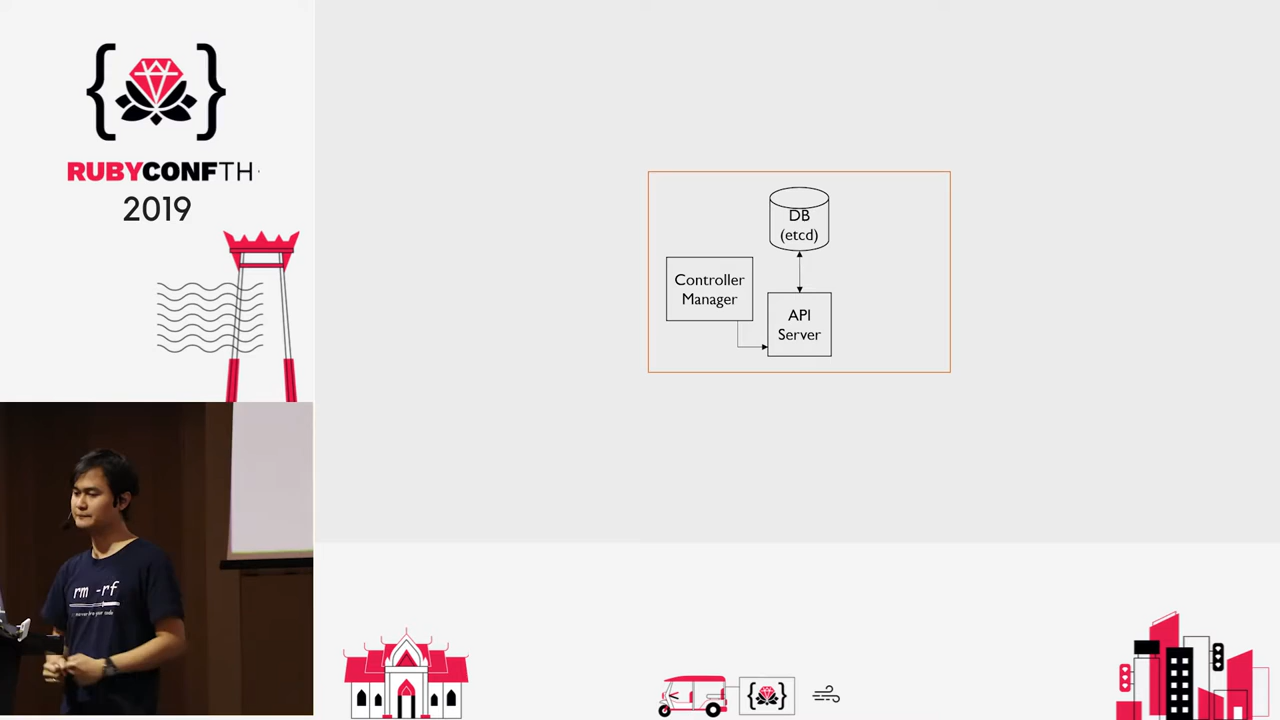 RUBYCONFTH
2019
DB
(etcd)
Controller
Manager
API
Server
rm -rf